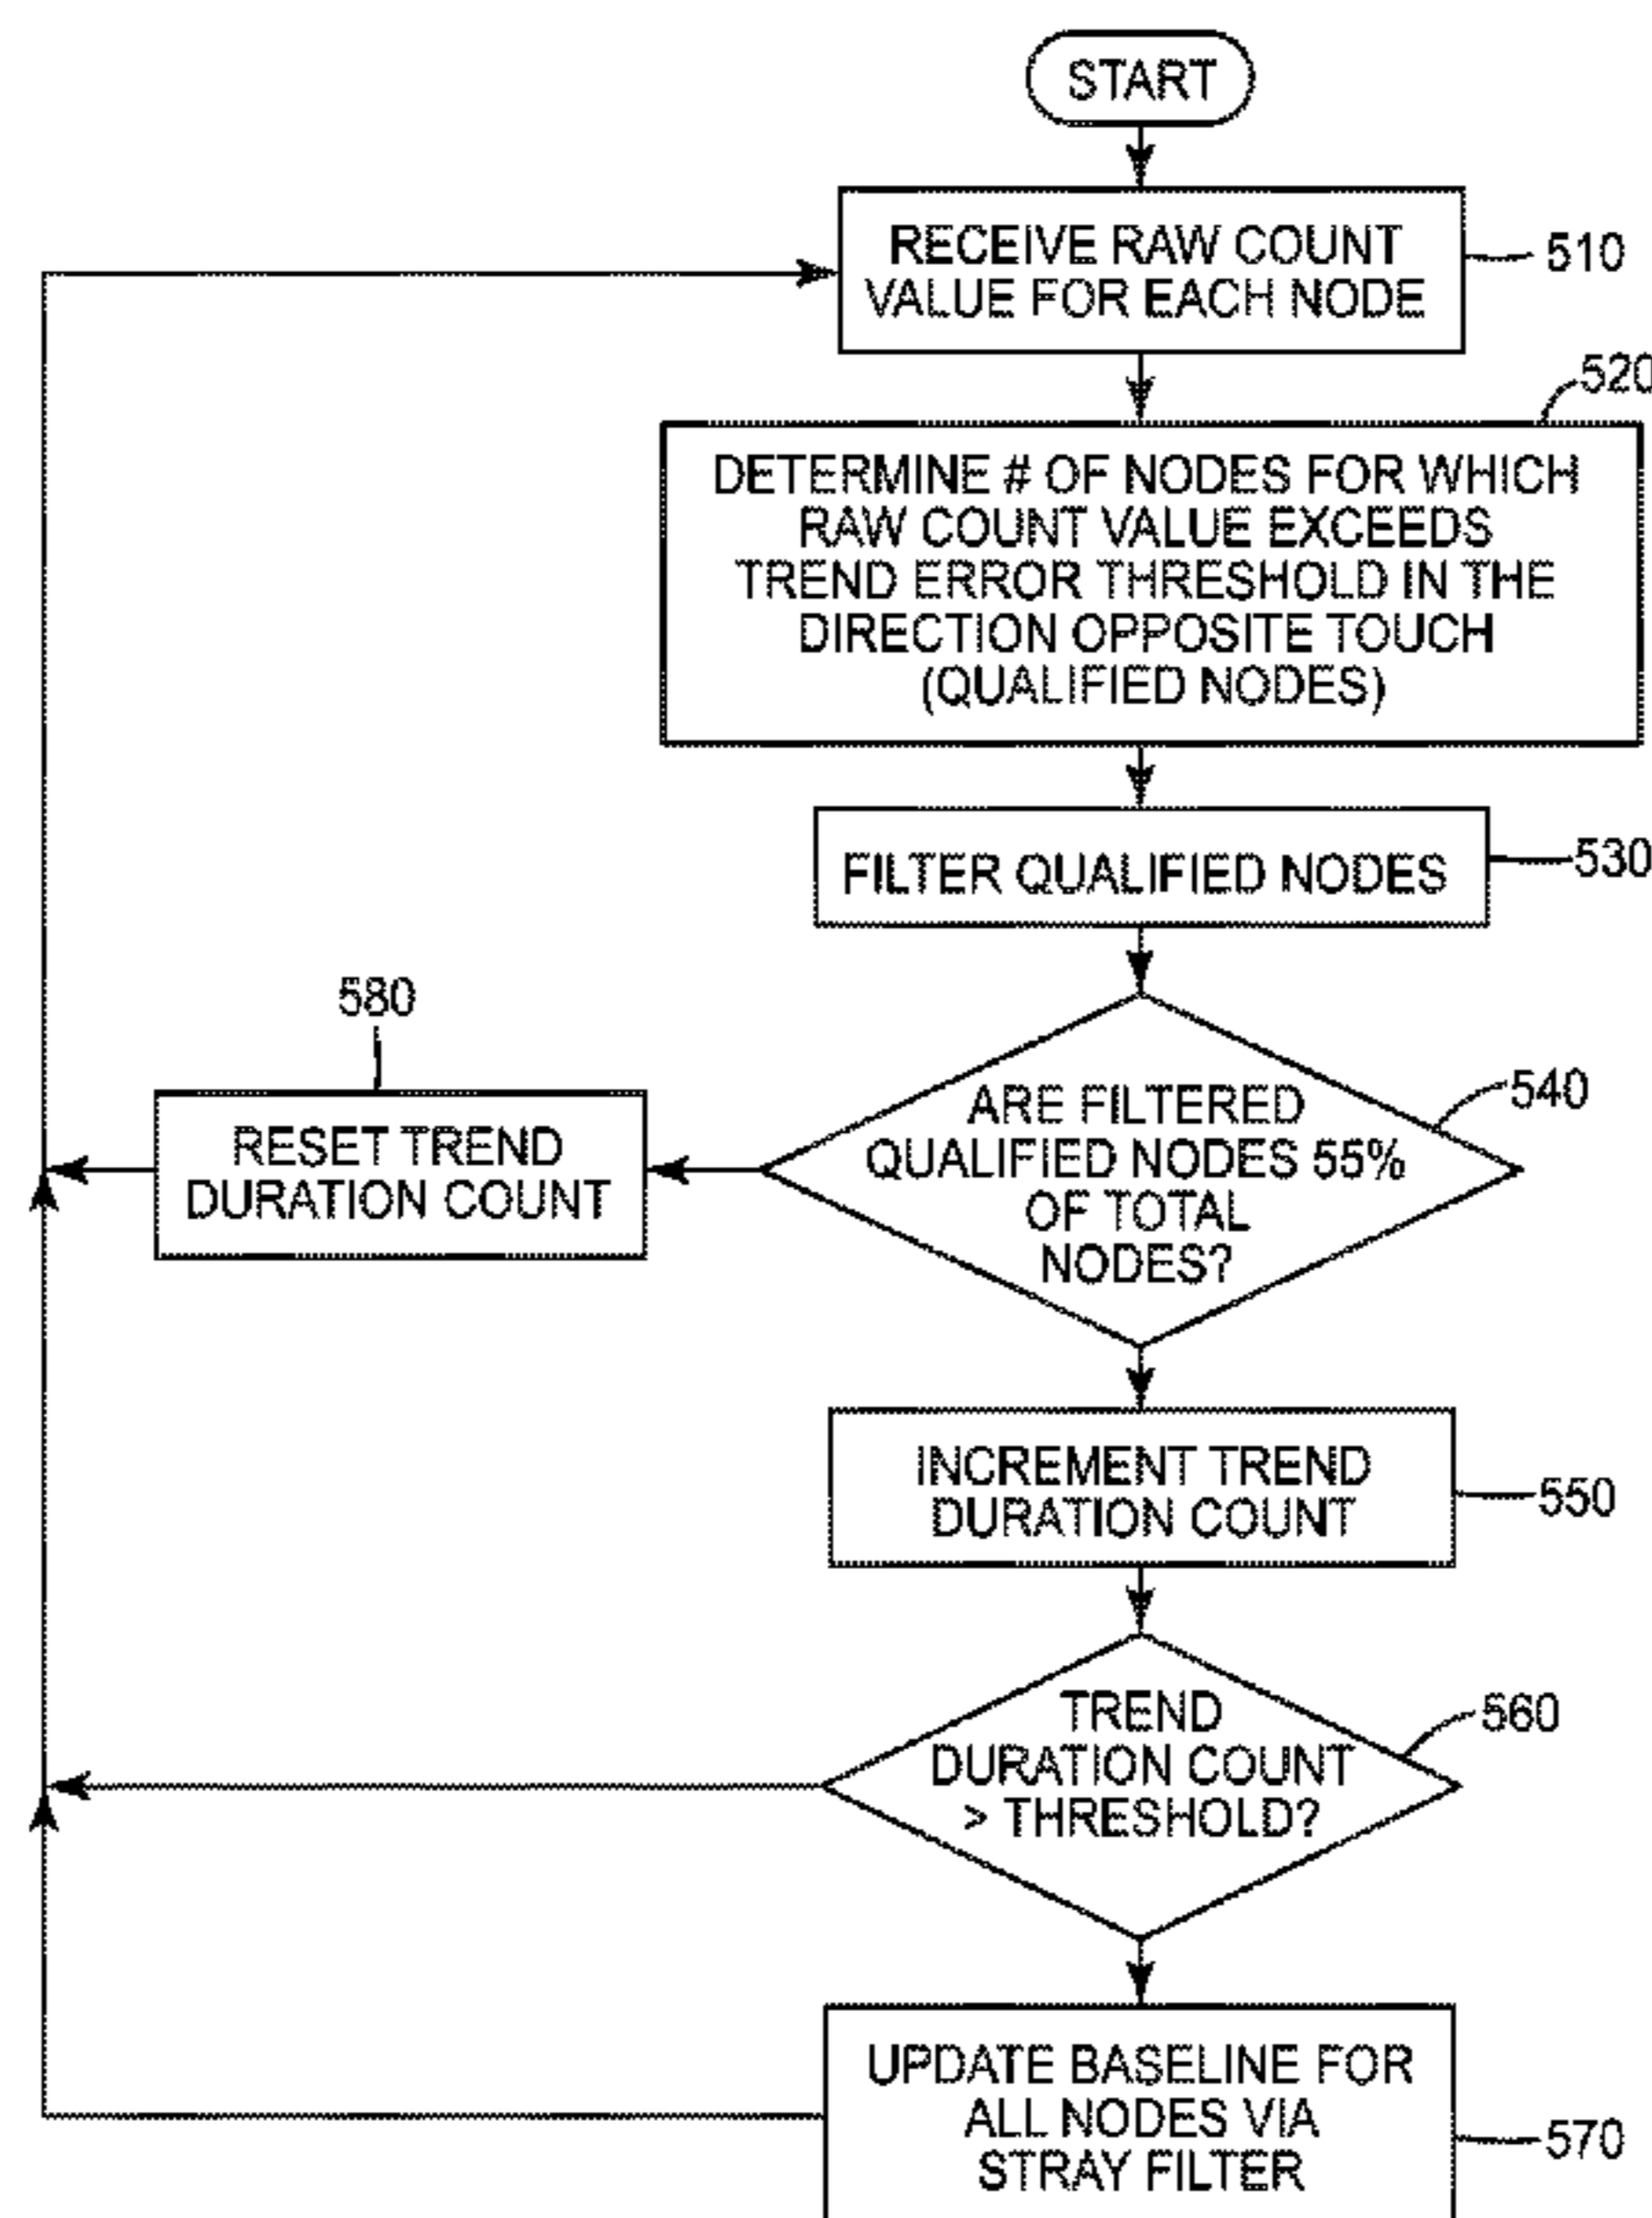 START
RECEIVE RAW COUNT
VALUE FOR EACH NODE
510
520
DETERMINE # OF NODES FOR WHICH
RAW COUNT VALUE EXCEEDS
TREND ERROR THRESHOLD IN THE
DIRECTION OPPOSITE TOUCH
(QUALIFIED NODES)
FILTER QUALIFIED NODES
530
580
RESET TREND
DURATION COUNT
ARE FILTERED
QUALIFIED NODES 55%
OF TOTAL
NODES?
540
INCREMENT TREND
DURATION COUNT
550
TREND
DURATION COUNT
> THRESHOLD?
560
UPDATE BASELINE FOR
ALL NODES VIA
STRAY FILTER
570